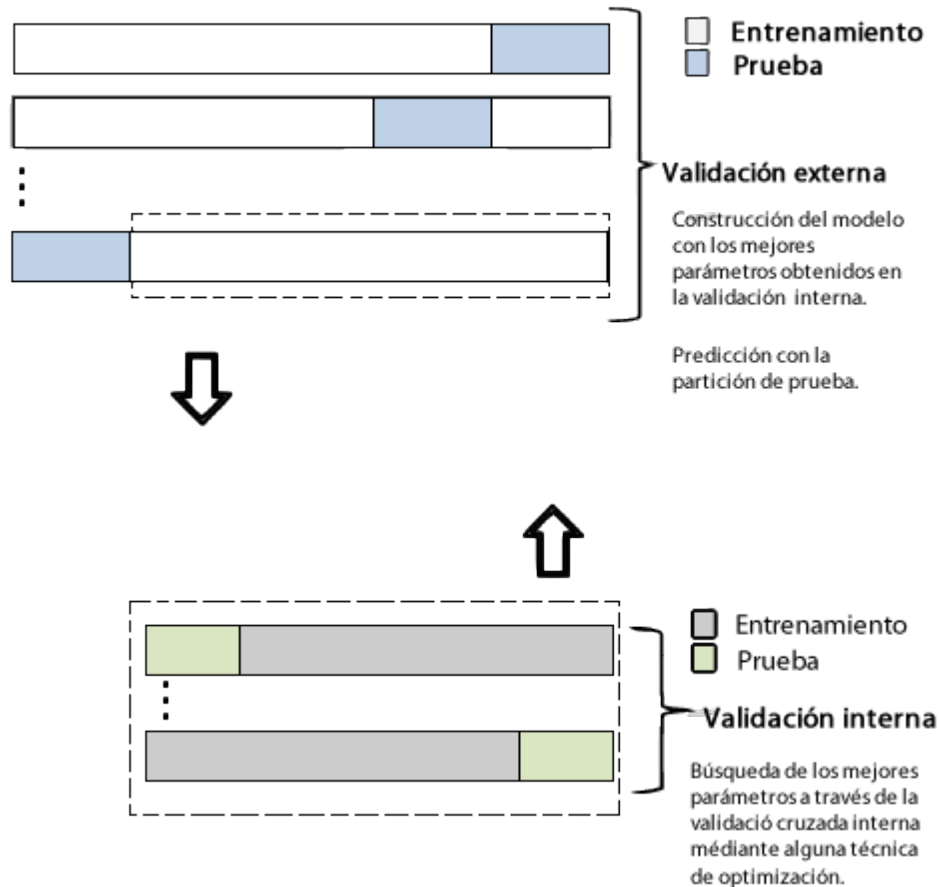 Entrenamiento
Prueba
Validación externa
Construcción del modelo
con los mejores
parámetros obtenidos en
la validación interna.
Predicción con la
partición de prueba.
Entrenamiento
Prueba
Validación interna
Búsqueda de los mejores
parámetros a través de la
validació cruzada interna
médiante alguna técnica
de optimización.